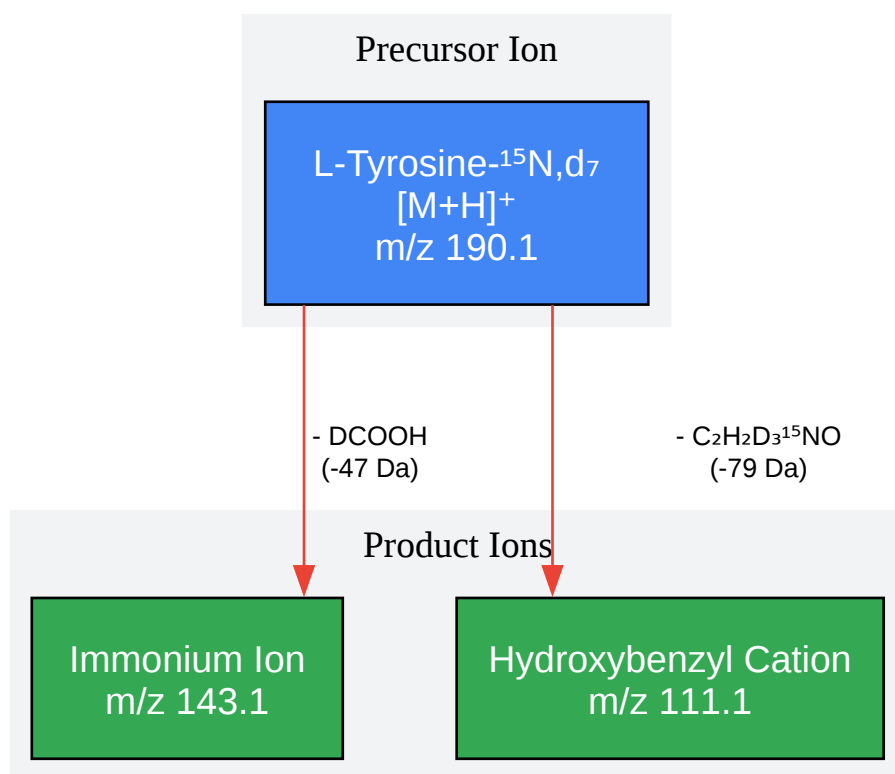 Precursor Ion
L-Tyrosine-¹⁵N,d₇
[M+H]⁺
m/z 190.1
- DCOOH
(-47 Da)
- C₂H₂D₃¹⁵NO
(-79 Da)
Product Ions
Immonium Ion
m/z 143.1
Hydroxybenzyl Cation
m/z 111.1